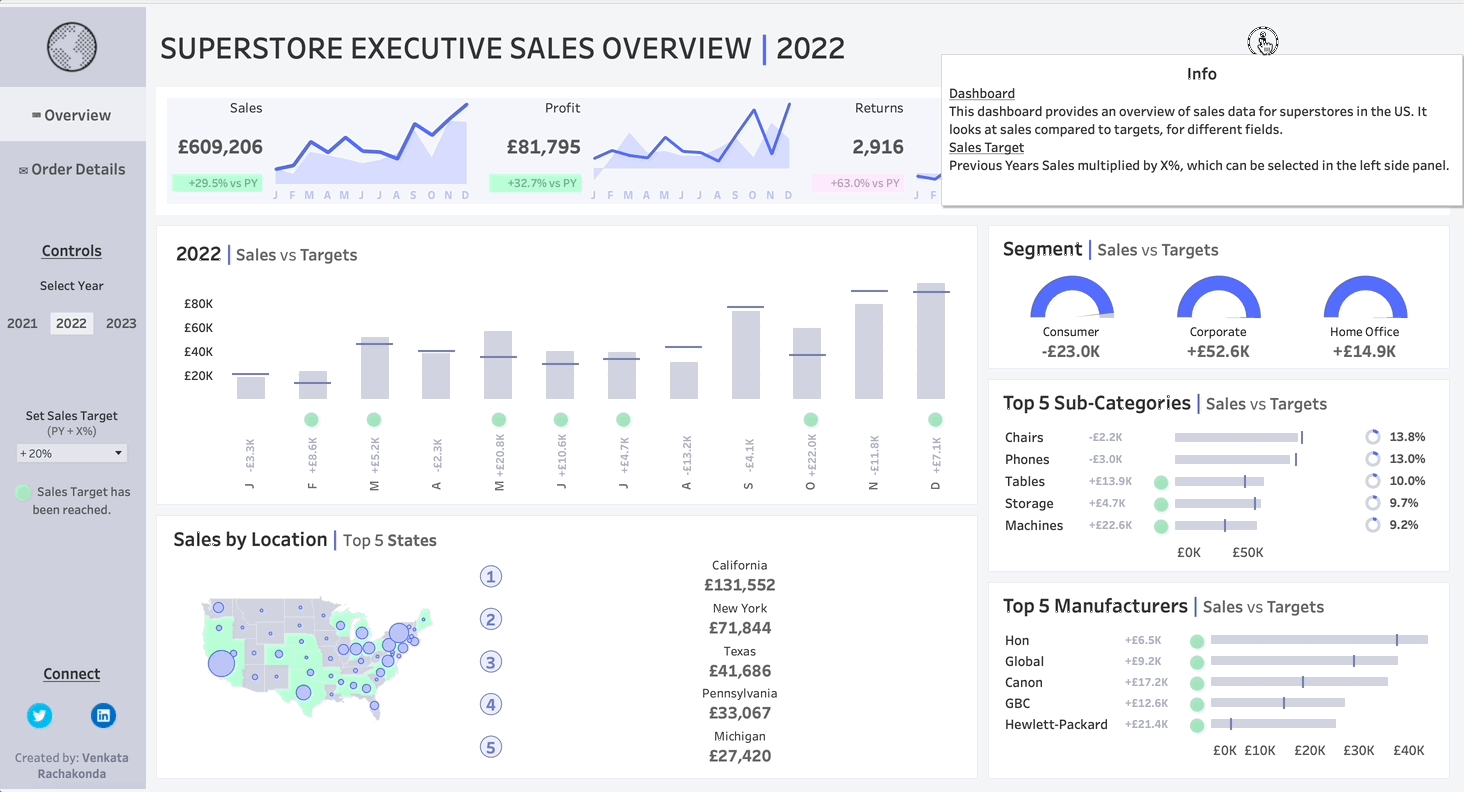 SUPERSTORE EXECUTIVE SALES OVERVIEW | 2022
Overview
Order Details
Controls
Select Year
2021 2022 2023
Set Sales Target
(PY + X%)
+ 20%
Sales Target has
been reached.
Connect
Created by: Venkata
Rachakonda
Sales
£609,206
+29.5% vs PY
J F M A M J J A S O N D
Profit
£81,795
+32.7% vs PY
J F M A M J J A S O N D
Returns
2,916
+63.0% vs PY
J F
Info
Dashboard
This dashboard provides an overview of sales data for superstores in the US. It
looks at sales compared to targets, for different fields.
Sales Target
Previous Years Sales multiplied by X%, which can be selected in the left side panel.
2022 | Sales vs Targets
£80K
£60K
£40K
£20K
-£3.3K +£8.6K +£5.2K -£2.3K +£20.8K +£10.6K +£4.7K -£13.2K -£4.1K +£22.0K -£11.8K +£7.1K
J F M A M J J A S O N D
Sales by Location | Top 5 States
1 California
£131,552
2 New York
£71,844
3 Texas
£41,686
4 Pennsylvania
£33,067
5 Michigan
£27,420
Segment | Sales vs Targets
Consumer Corporate Home Office
-£23.0K +£52.6K +£14.9K
Top 5 Sub-Categories | Sales vs Targets
Chairs -£2.2K 13.8%
Phones -£3.0K 13.0%
Tables +£13.9K 10.0%
Storage +£4.7K 9.7%
Machines +£22.6K 9.2%
£0K £50K
Top 5 Manufacturers | Sales vs Targets
Hon +£6.5K
Global +£9.2K
Canon +£17.2K
GBC +£12.6K
Hewlett-Packard +£21.4K
£0K £10K £20K £30K £40K